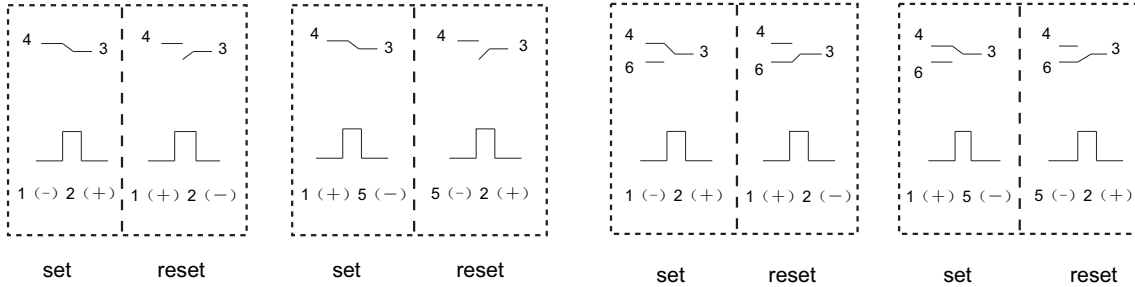 4 3
4 3
1 (-) 2 (+)
1 (+) 2 (−)
set
reset
4 3
4 3
1 (+) 5 (−)
5 (-) 2 (+)
set
reset
4
3
6
4
3
6
1 (-) 2 (+)
1 (+) 2 (−)
set
reset
4
3
6
4
3
6
1 (+) 5 (−)
5 (-) 2 (+)
set
reset